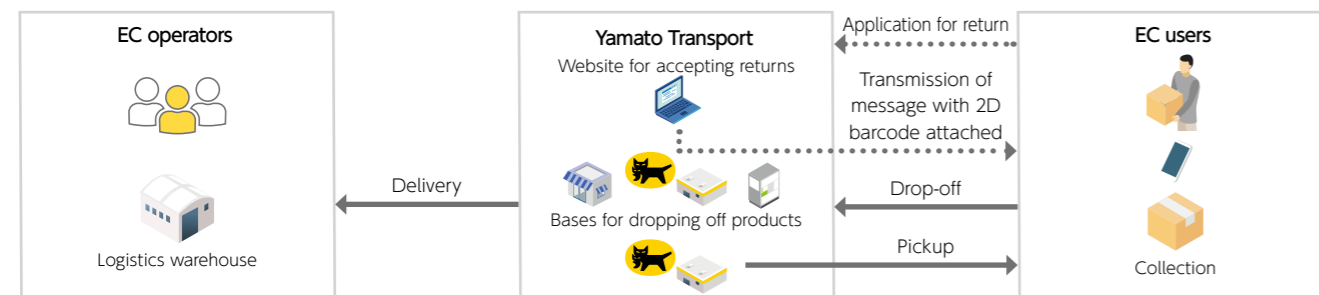 EC operators
Logistics warehouse
Delivery
Yamato Transport
Website for accepting returns
Bases for dropping off products
Application for return
Transmission of
message with 2D
barcode attached
Drop-off
Pickup
EC users
Collection